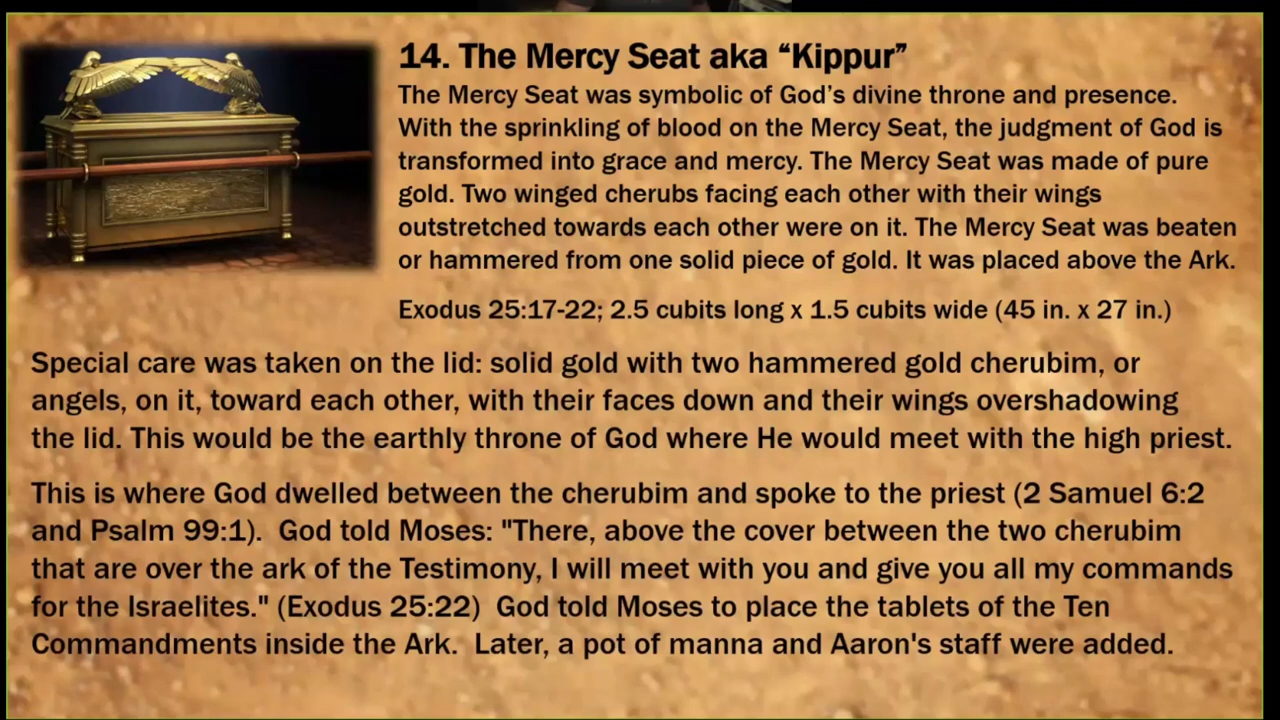 14. The Mercy Seat aka “Kippur”
The Mercy Seat was symbolic of God’s divine throne and presence.
With the sprinkling of blood on the Mercy Seat, the judgment of God is
transformed into grace and mercy. The Mercy Seat was made of pure
gold. Two winged cherubs facing each other with their wings
outstretched towards each other were on it. The Mercy Seat was beaten
or hammered from one solid piece of gold. It was placed above the Ark.
Exodus 25:17-22; 2.5 cubits long x 1.5 cubits wide (45 in. x 27 in.)
Special care was taken on the lid: solid gold with two hammered gold cherubim, or
angels, on it, toward each other, with their faces down and their wings overshadowing
the lid. This would be the earthly throne of God where He would meet with the high priest.
This is where God dwelled between the cherubim and spoke to the priest (2 Samuel 6:2
and Psalm 99:1).  God told Moses: "There, above the cover between the two cherubim
that are over the ark of the Testimony, I will meet with you and give you all my commands
for the Israelites." (Exodus 25:22)  God told Moses to place the tablets of the Ten
Commandments inside the Ark.  Later, a pot of manna and Aaron's staff were added.